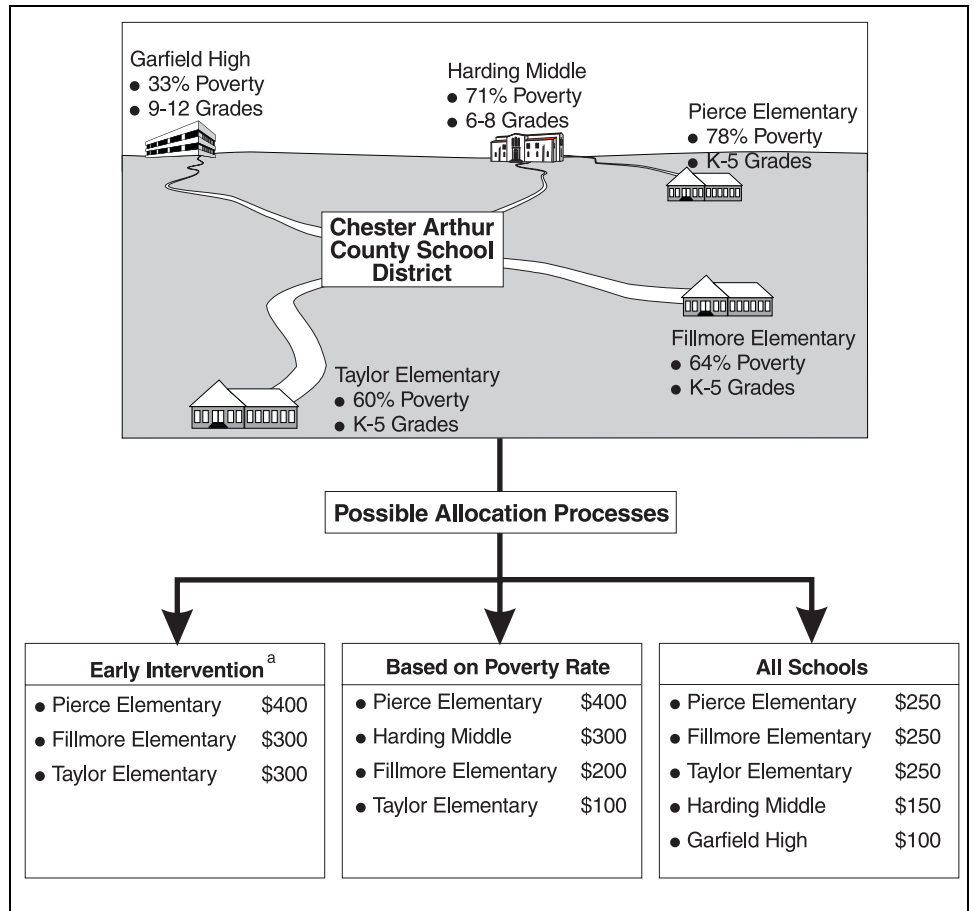 Garfield High
● 33% Poverty
● 9-12 Grades
Harding Middle
● 71% Poverty
● 6-8 Grades
Pierce Elementary
● 78% Poverty
● K-5 Grades
Chester Arthur
County School
District
Fillmore Elementary
● 64% Poverty
● K-5 Grades
Taylor Elementary
● 60% Poverty
● K-5 Grades
Possible Allocation Processes
Early Intervention a
● Pierce Elementary $400
● Fillmore Elementary $300
● Taylor Elementary $300
Based on Poverty Rate
● Pierce Elementary $400
● Harding Middle $300
● Fillmore Elementary $200
● Taylor Elementary $100
All Schools
● Pierce Elementary $250
● Fillmore Elementary $250
● Taylor Elementary $250
● Harding Middle $150
● Garfield High $100